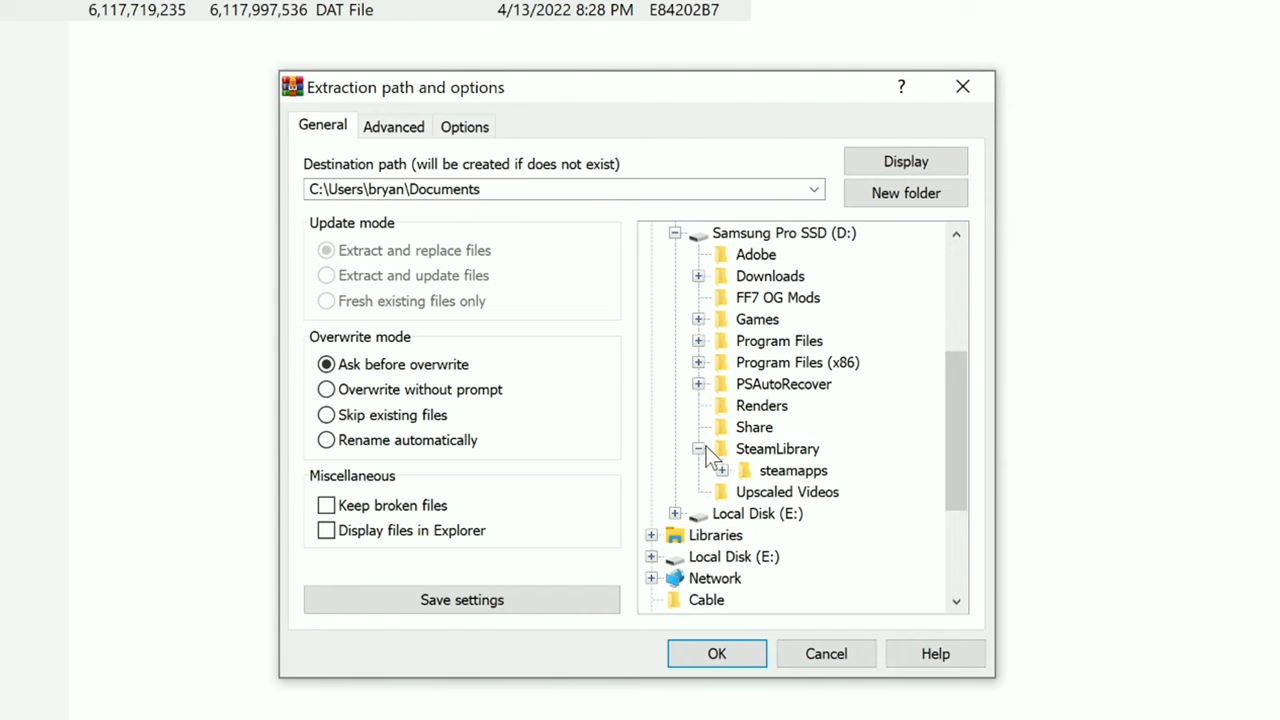 6,117,719,235 6,117,997,536 DAT File 4/13/2022 8:28 PM E84202B7
Extraction path and options ?
General Advanced Options
Destination path (will be created if does not exist)
Display
C:\Users\bryan\Documents
New folder
Update mode
Extract and replace files
Extract and update files
Fresh existing files only
Overwrite mode
Ask before overwrite
Overwrite without prompt
Skip existing files
Rename automatically
Miscellaneous
Keep broken files
Display files in Explorer
Save settings
Samsung Pro SSD (D:)
Adobe
Downloads
FF7 OG Mods
Games
Program Files
Program Files (x86)
PSAutoRecover
Renders
Share
SteamLibrary
steamapps
Upscaled Videos
Local Disk (E:)
Libraries
Local Disk (E:)
Network
Cable
OK Cancel Help